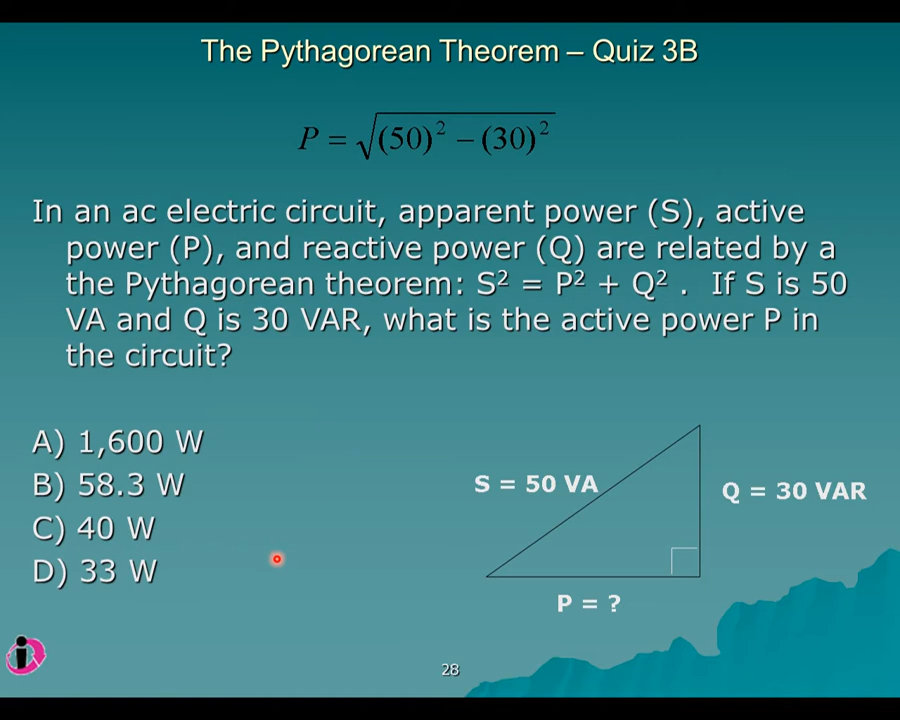 The Pythagorean Theorem – Quiz 3B
P = √(50)² – (30)²
In an ac electric circuit, apparent power (S), active
power (P), and reactive power (Q) are related by a
the Pythagorean theorem: S² = P² + Q² . If S is 50
VA and Q is 30 VAR, what is the active power P in
the circuit?
A) 1,600 W
B) 58.3 W
C) 40 W
D) 33 W
S = 50 VA
Q = 30 VAR
P = ?
28